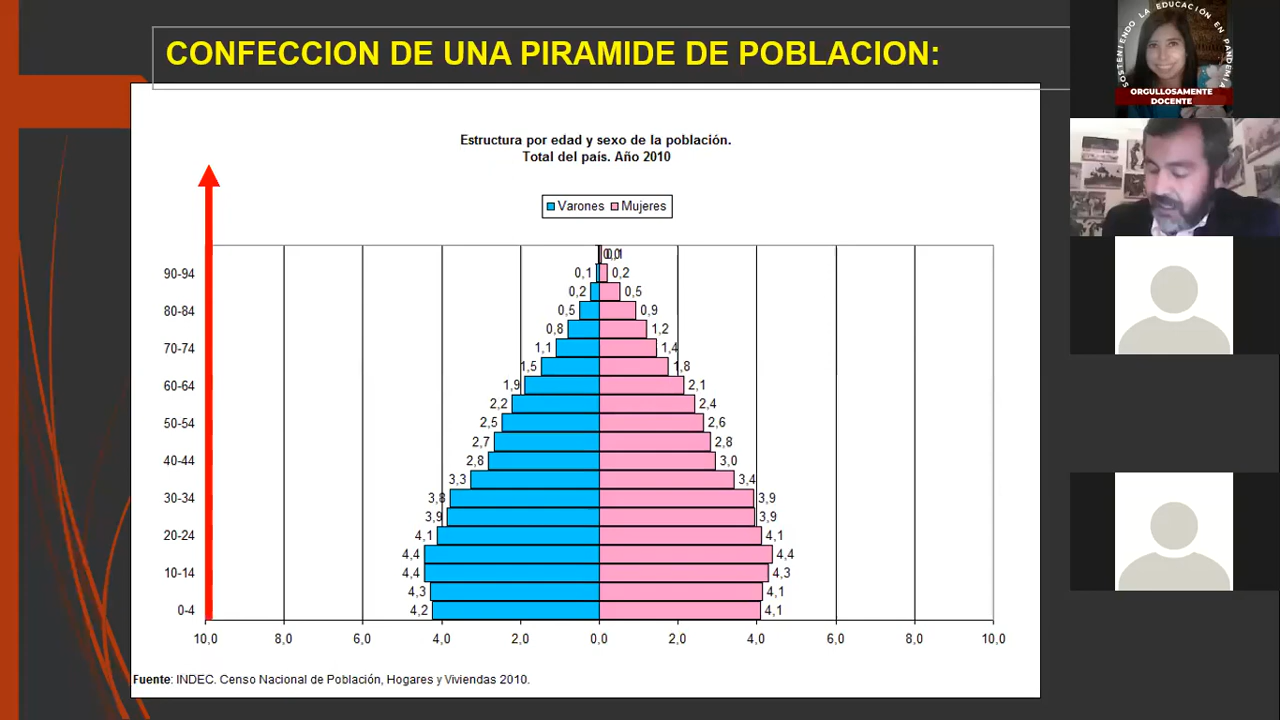 CONFECCION DE UNA PIRAMIDE DE POBLACION:
SOSTENIENDO LA EDUCACIÓN EN PANDEMIA
ORGULLOSAMENTE
DOCENTE
Estructura por edad y sexo de la población.
Total del país. Año 2010
Varones Mujeres
90-94 0,1 0,2
0,2 0,5
80-84 0,5 0,9
0,8 1,2
70-74 1,1 1,4
1,5 1,8
60-64 1,9 2,1
2,2 2,4
50-54 2,5 2,6
2,7 2,8
40-44 2,8 3,0
3,3 3,4
30-34 3,8 3,9
3,9 3,9
20-24 4,1 4,1
4,4 4,4
10-14 4,4 4,3
4,3 4,1
0-4 4,2 4,1
10,0 8,0 6,0 4,0 2,0 0,0 2,0 4,0 6,0 8,0 10,0
Fuente: INDEC. Censo Nacional de Población, Hogares y Viviendas 2010.